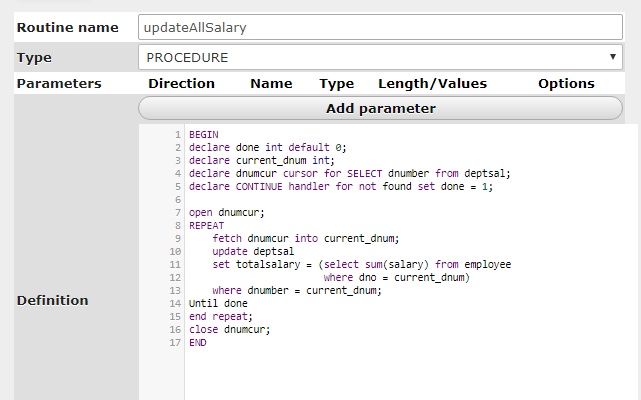 Routine name updateAllSalary
Type PROCEDURE ▼
Parameters Direction Name Type Length/Values Options
Add parameter
Definition
1 BEGIN
2 declare done int default 0;
3 declare current_dnum int;
4 declare dnumcur cursor for SELECT dnumber from deptsal;
5 declare CONTINUE handler for not found set done = 1;
6
7 open dnumcur;
8 REPEAT
9     fetch dnumcur into current_dnum;
10     update deptsal
11     set totalsalary = (select sum(salary) from employee
12                        where dno = current_dnum)
13     where dnumber = current_dnum;
14 Until done
15 end repeat;
16 close dnumcur;
17 END